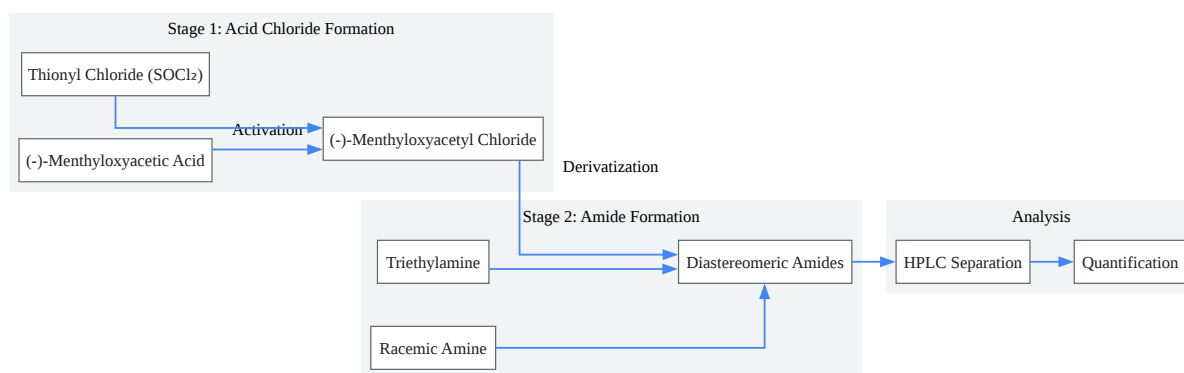 Stage 1: Acid Chloride Formation
Thionyl Chloride (SOCl₂)
Activation
(-)-Menthyloxyacetyl Chloride
(-)-Menthyloxyacetic Acid
Derivatization
Stage 2: Amide Formation
Analysis
Triethylamine
Diastereomeric Amides
HPLC Separation
Quantification
Racemic Amine